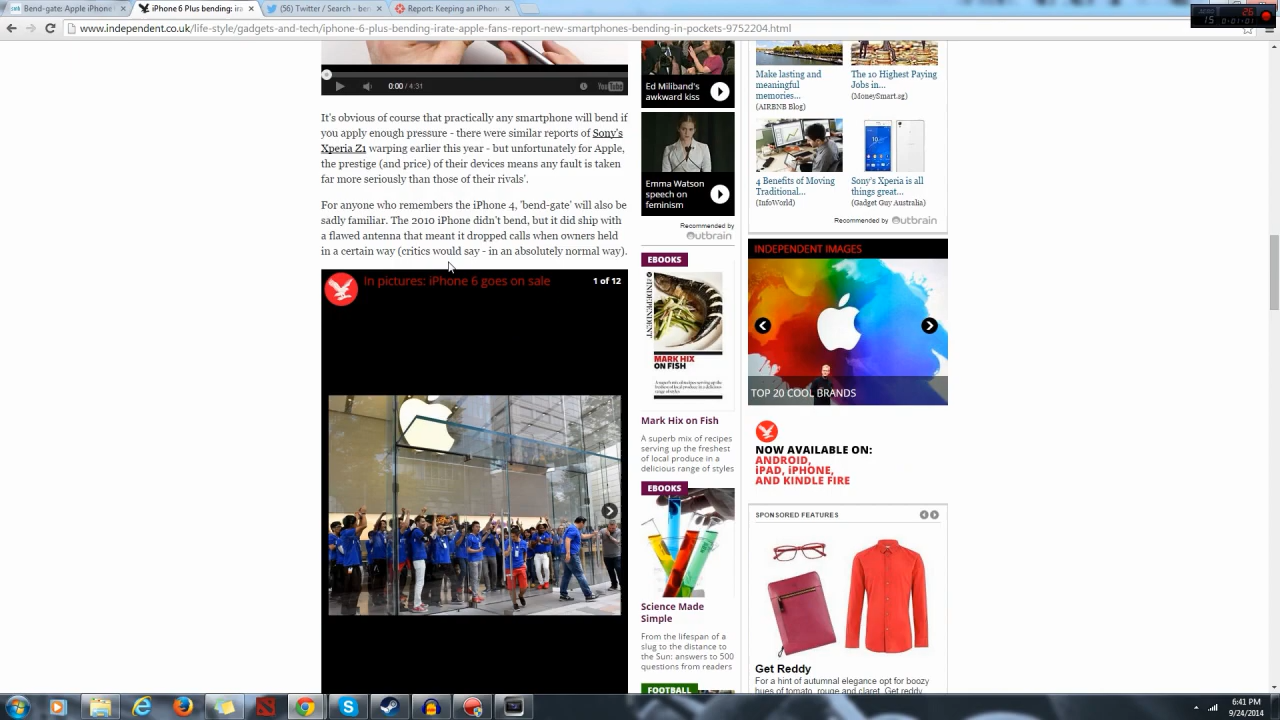 Bend-gate: Apple iPhone
iPhone 6 Plus bending: ira
(56) Twitter / Search - ben
Report: Keeping an iPhone
www.independent.co.uk/life-style/gadgets-and-tech/iphone-6-plus-bending-irate-apple-fans-report-new-smartphones-bending-in-pockets-9752204.html
26
15
0:00 / 4:31
YouTube
It's obvious of course that practically any smartphone will bend if
you apply enough pressure - there were similar reports of Sony's
Xperia Z1 warping earlier this year - but unfortunately for Apple,
the prestige (and price) of their devices means any fault is taken
far more seriously than those of their rivals'.
For anyone who remembers the iPhone 4, 'bend-gate' will also be
sadly familiar. The 2010 iPhone didn't bend, but it did ship with
a flawed antenna that meant it dropped calls when owners held
in a certain way (critics would say - in an absolutely normal way).
In pictures: iPhone 6 goes on sale
1 of 12
Ed Miliband's
awkward kiss
Emma Watson
speech on
feminism
Recommended by
Outbrain
EBOOKS
THE INDEPENDENT
MARK HIX
ON FISH
Mark Hix on Fish
A superb mix of recipes
serving up the freshest
of local produce in a
delicious range of styles
EBOOKS
Science Made
Simple
From the lifespan of a
slug to the distance to
the Sun: answers to 500
questions from readers
FOOTBALL
Make lasting and
meaningful
memories...
(AIRBNB Blog)
The 10 Highest Paying
Jobs in...
(MoneySmart.sg)
4 Benefits of Moving
Traditional...
(InfoWorld)
Sony's Xperia is all
things great...
(Gadget Guy Australia)
Recommended by Outbrain
INDEPENDENT IMAGES
TOP 20 COOL BRANDS
NOW AVAILABLE ON:
ANDROID,
iPAD, iPHONE,
AND KINDLE FIRE
SPONSORED FEATURES
Get Reddy
For a hint of autumnal elegance opt for boozy
hues of tomato, rouge and claret. Get ready
6:41 PM
9/24/2014